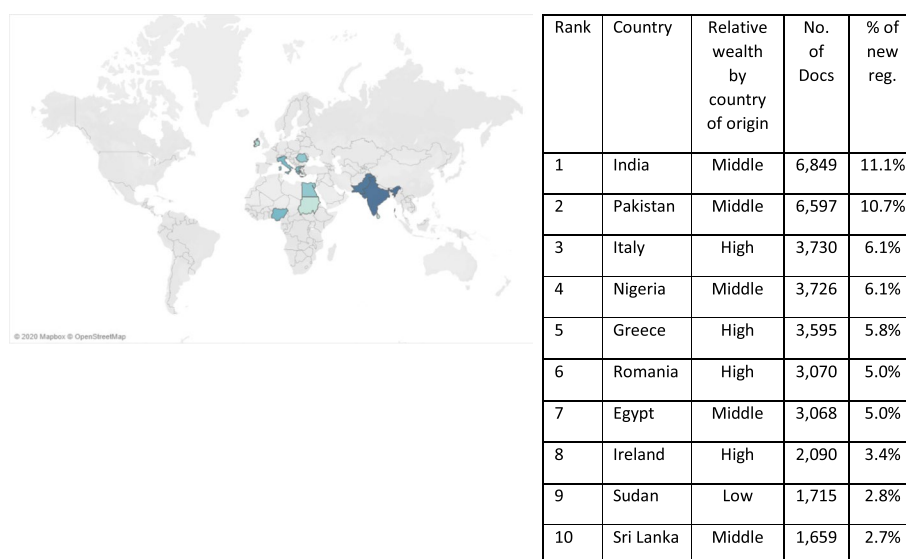 Rank Country Relative wealth by country of origin No. of Docs % of new reg.
1 India Middle 6,849 11.1%
2 Pakistan Middle 6,597 10.7%
3 Italy High 3,730 6.1%
4 Nigeria Middle 3,726 6.1%
5 Greece High 3,595 5.8%
6 Romania High 3,070 5.0%
7 Egypt Middle 3,068 5.0%
8 Ireland High 2,090 3.4%
9 Sudan Low 1,715 2.8%
10 Sri Lanka Middle 1,659 2.7%
© 2020 Mapbox © OpenStreetMap